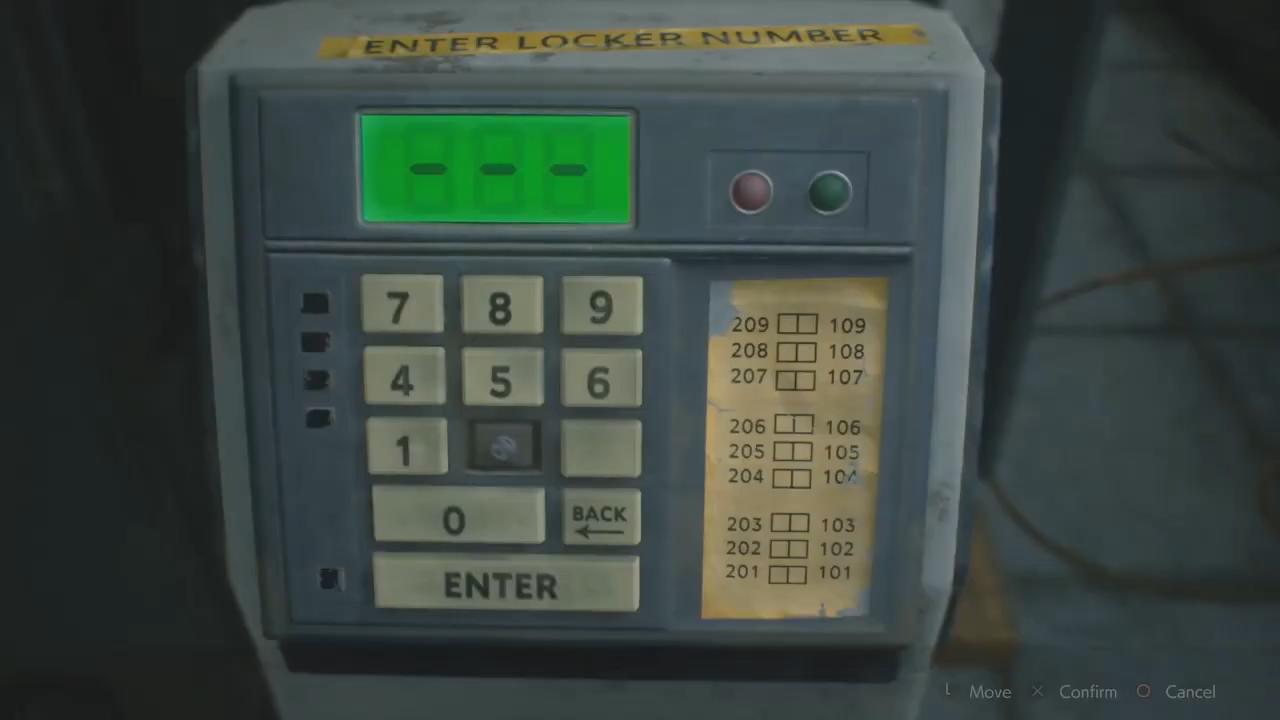 ENTER LOCKER NUMBER
- - -
7 8 9
4 5 6
1
0 BACK
ENTER
209 109
208 108
207 107
206 106
205 105
204 104
203 103
202 102
201 101
L Move × Confirm O Cancel